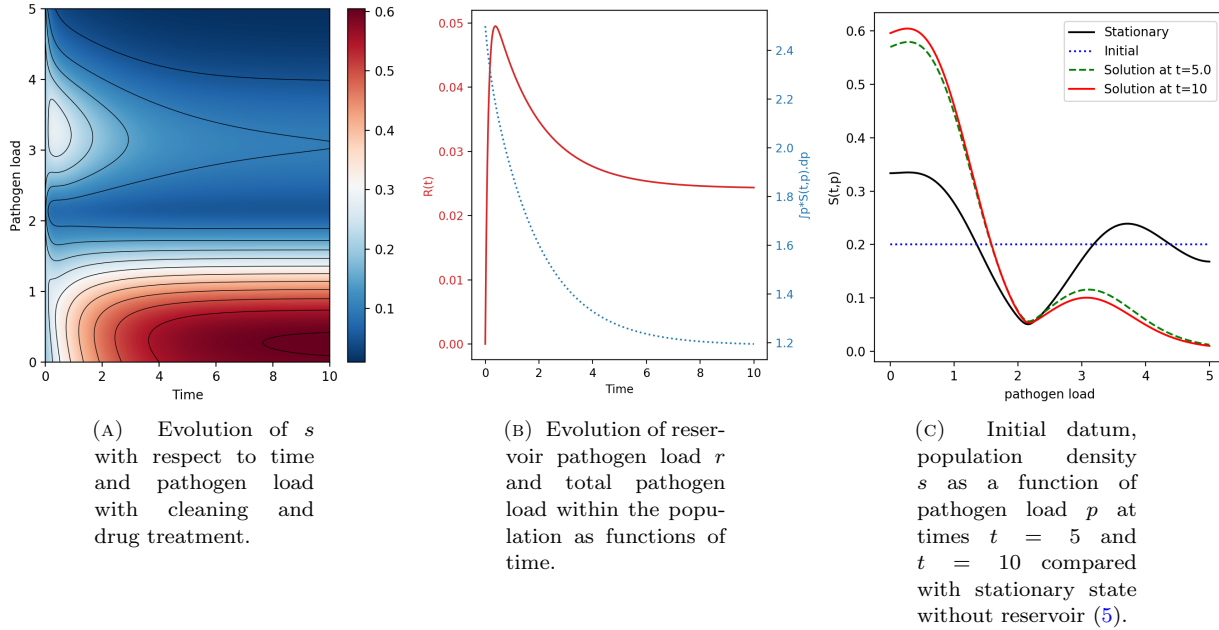 5
4
3
2
1
0
Pathogen load
0
2
4
6
8
10
Time
0.6
0.5
0.4
0.3
0.2
0.1
(A) Evolution of s
with respect to time
and pathogen load
with cleaning and
drug treatment.
0.05
0.04
0.03
0.02
0.01
0.00
R(t)
0
2
4
6
8
10
Time
2.4
2.2
2.0
1.8
1.6
1.4
1.2
∫p*S(t,p).dp
(B) Evolution of reser-
voir pathogen load r
and total pathogen
load within the popu-
lation as functions of
time.
0.6
0.5
0.4
0.3
0.2
0.1
0.0
S(t,p)
0
1
2
3
4
5
pathogen load
Stationary
Initial
Solution at t=5.0
Solution at t=10
(C) Initial datum,
population density
s as a function of
pathogen load p at
times t = 5 and
t = 10 compared
with stationary state
without reservoir (5).